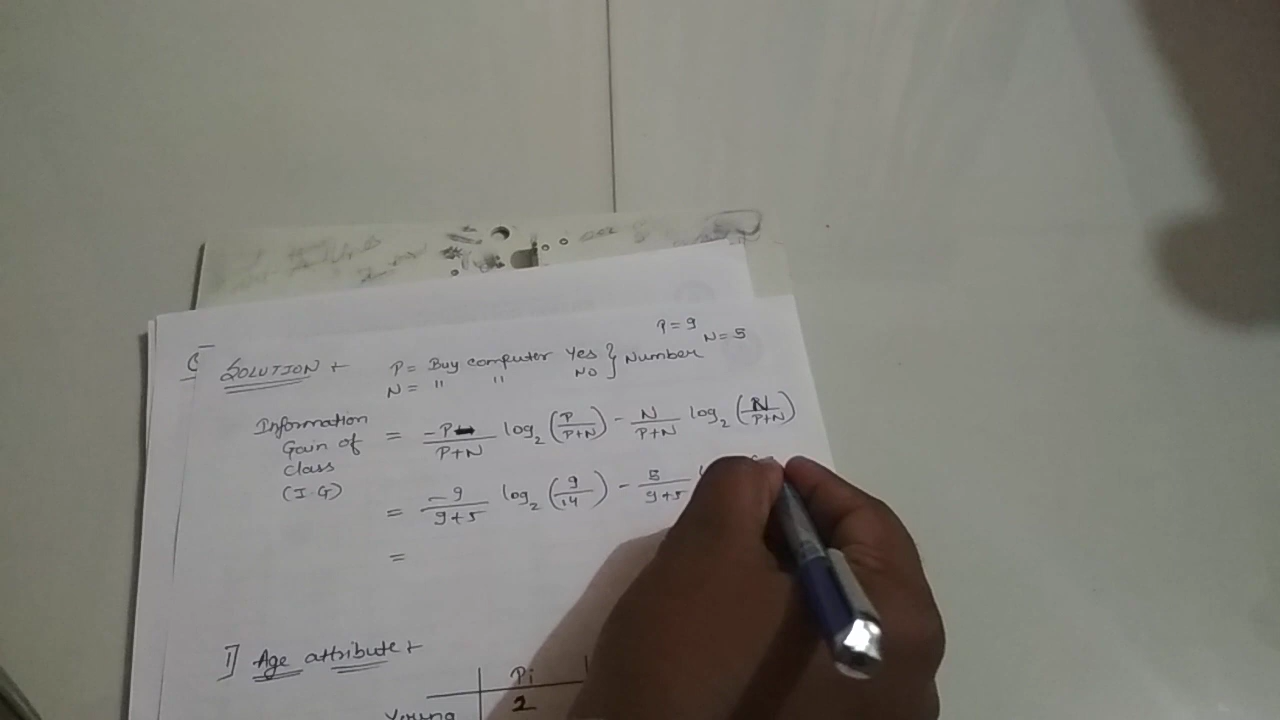 SOLUTION P = Buy computer Yes } Number P = 9
N = " " NO N = 5
Information Gain of class (I.G) = -P/P+N log2 (P/P+N) - N/P+N log2 (N/P+N)
= -9/9+5 log2 (9/14) - 5/9+5
=
1] Age attribute
Pi
Young 2